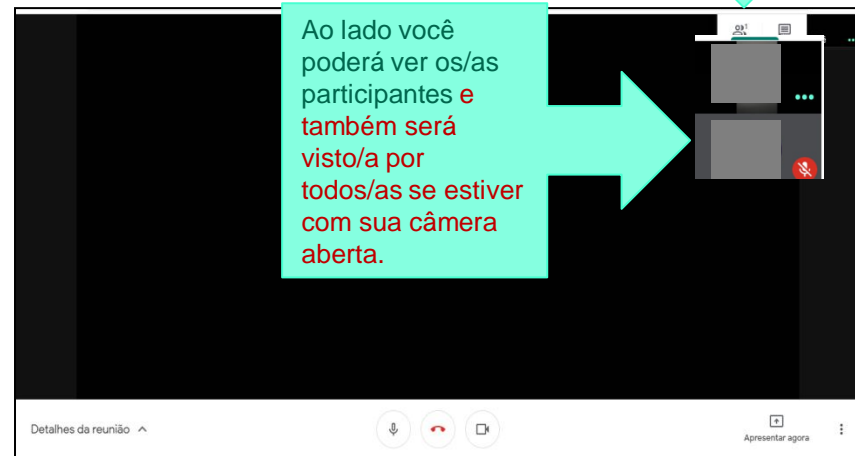 Ao lado você
poderá ver os/as
participantes e
também será
visto/a por
todos/as se estiver
com sua câmera
aberta.
Detalhes da reunião
Apresentar agora